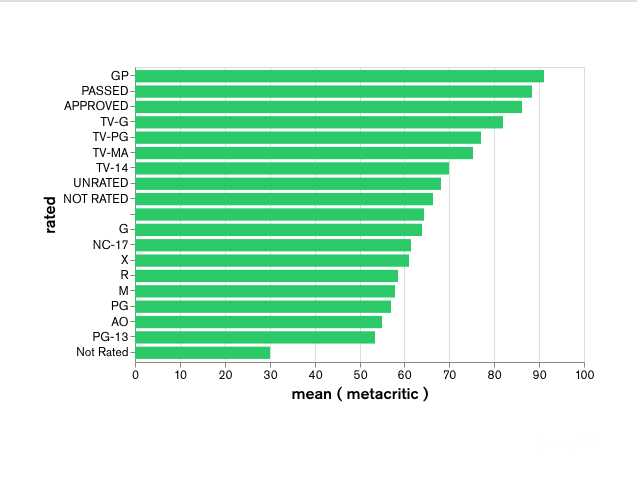 GP
PASSED
APPROVED
TV-G
TV-PG
TV-MA
TV-14
UNRATED
NOT RATED
G
NC-17
X
R
M
PG
AO
PG-13
Not Rated
rated
0 10 20 30 40 50 60 70 80 90 100
mean ( metacritic )